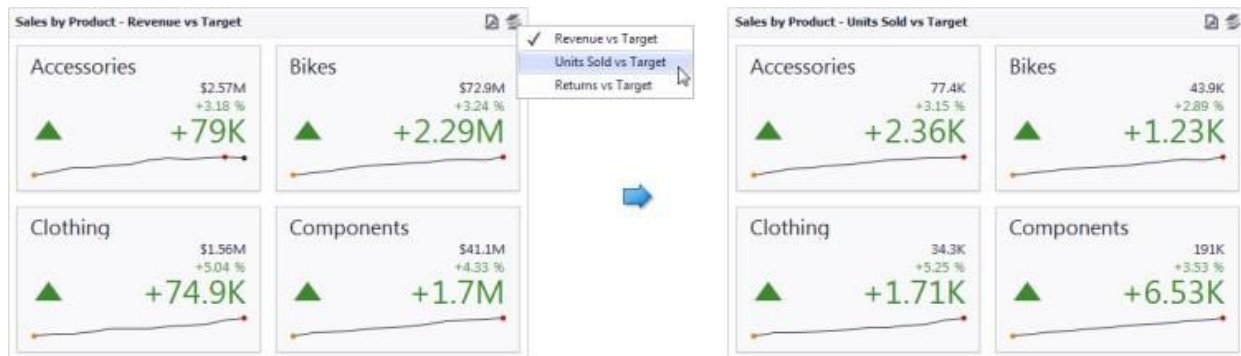 Sales by Product - Revenue vs Target
Revenue vs Target
Units Sold vs Target
Returns vs Target
Accessories
$2.57M
+3.18 %
+79K
Bikes
$72.9M
+3.24 %
+2.29M
Clothing
$1.56M
+5.04 %
+74.9K
Components
$41.1M
+4.33 %
+1.7M
Sales by Product - Units Sold vs Target
Accessories
77.4K
+3.15 %
+2.36K
Bikes
43.9K
+2.89 %
+1.23K
Clothing
34.3K
+5.25 %
+1.71K
Components
191K
+3.53 %
+6.53K